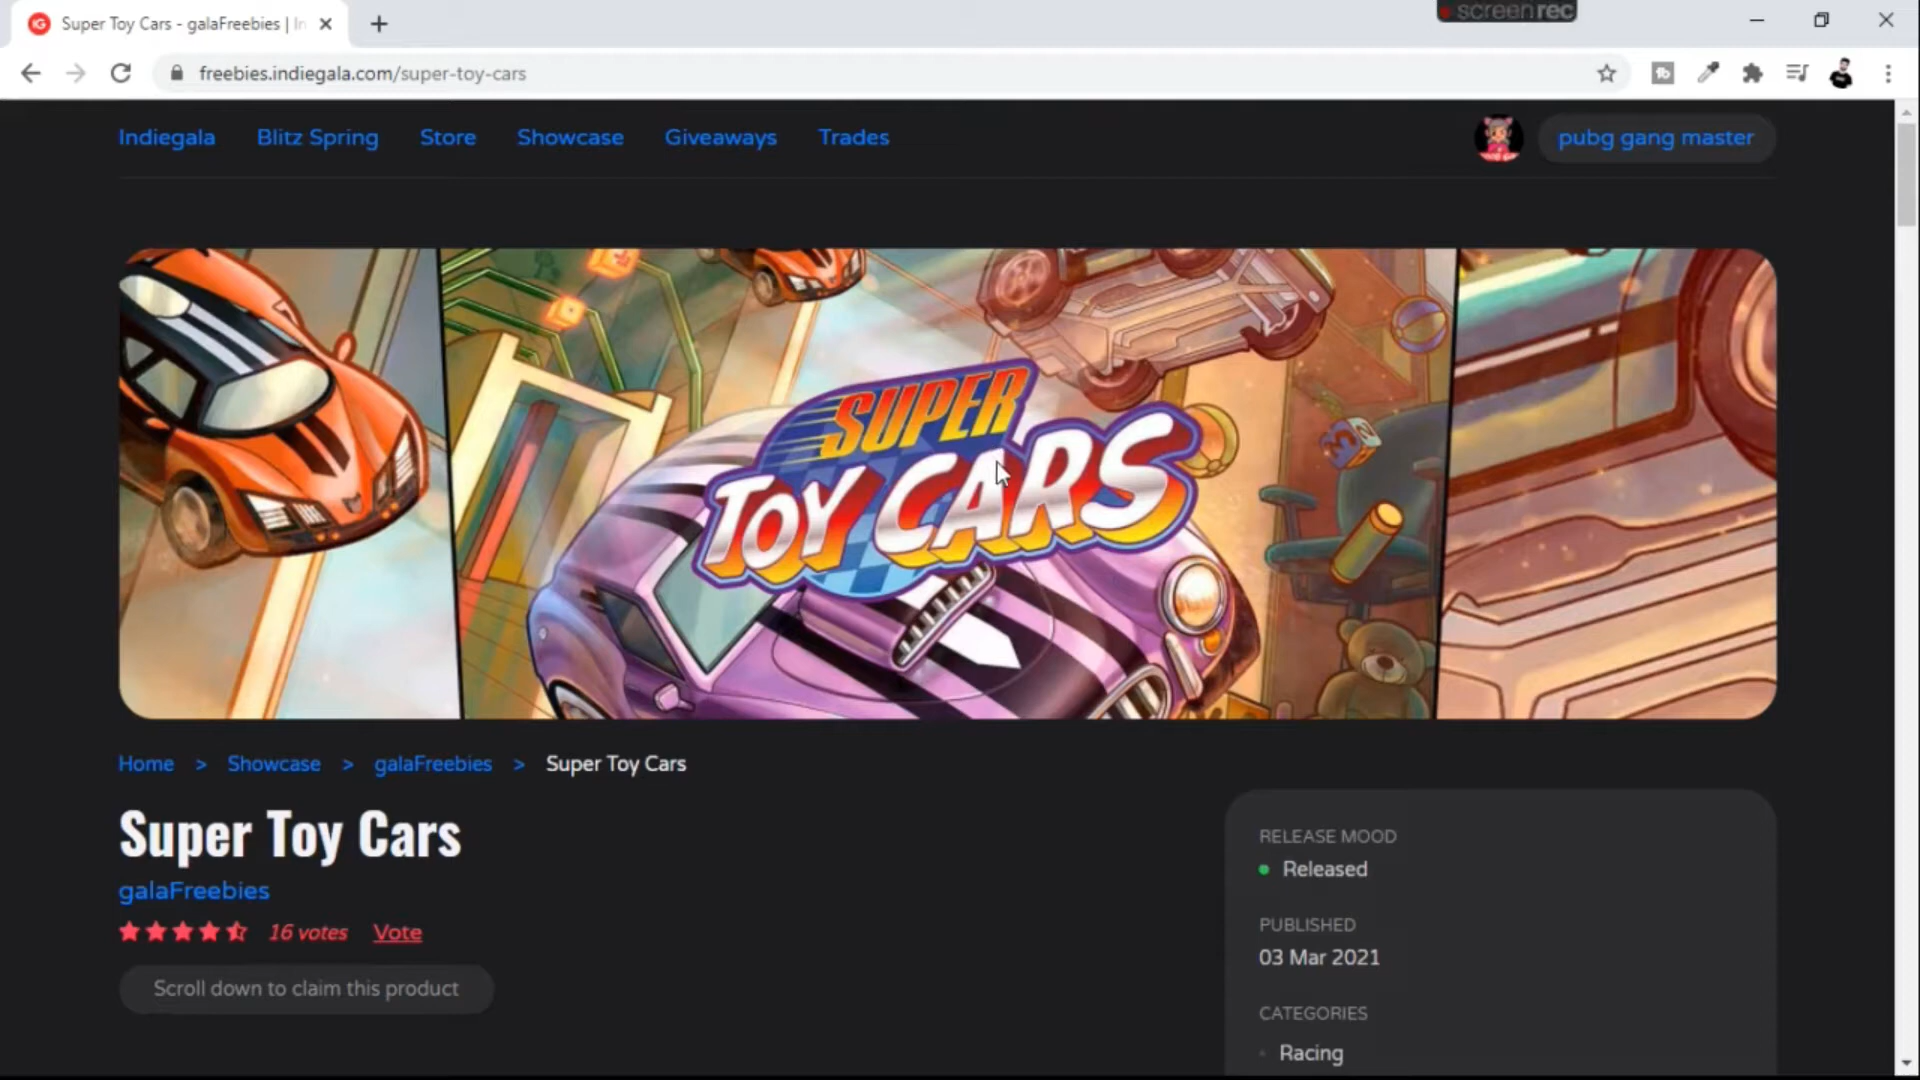 screenrec
Super Toy Cars - galaFreebies | In
freebies.indiegala.com/super-toy-cars
Indiegala Blitz Spring Store Showcase Giveaways Trades pubg gang master
SUPER
TOY CARS
Home > Showcase > galaFreebies > Super Toy Cars
Super Toy Cars
galaFreebies
16 votes Vote
Scroll down to claim this product
RELEASE MOOD
Released
PUBLISHED
03 Mar 2021
CATEGORIES
Racing